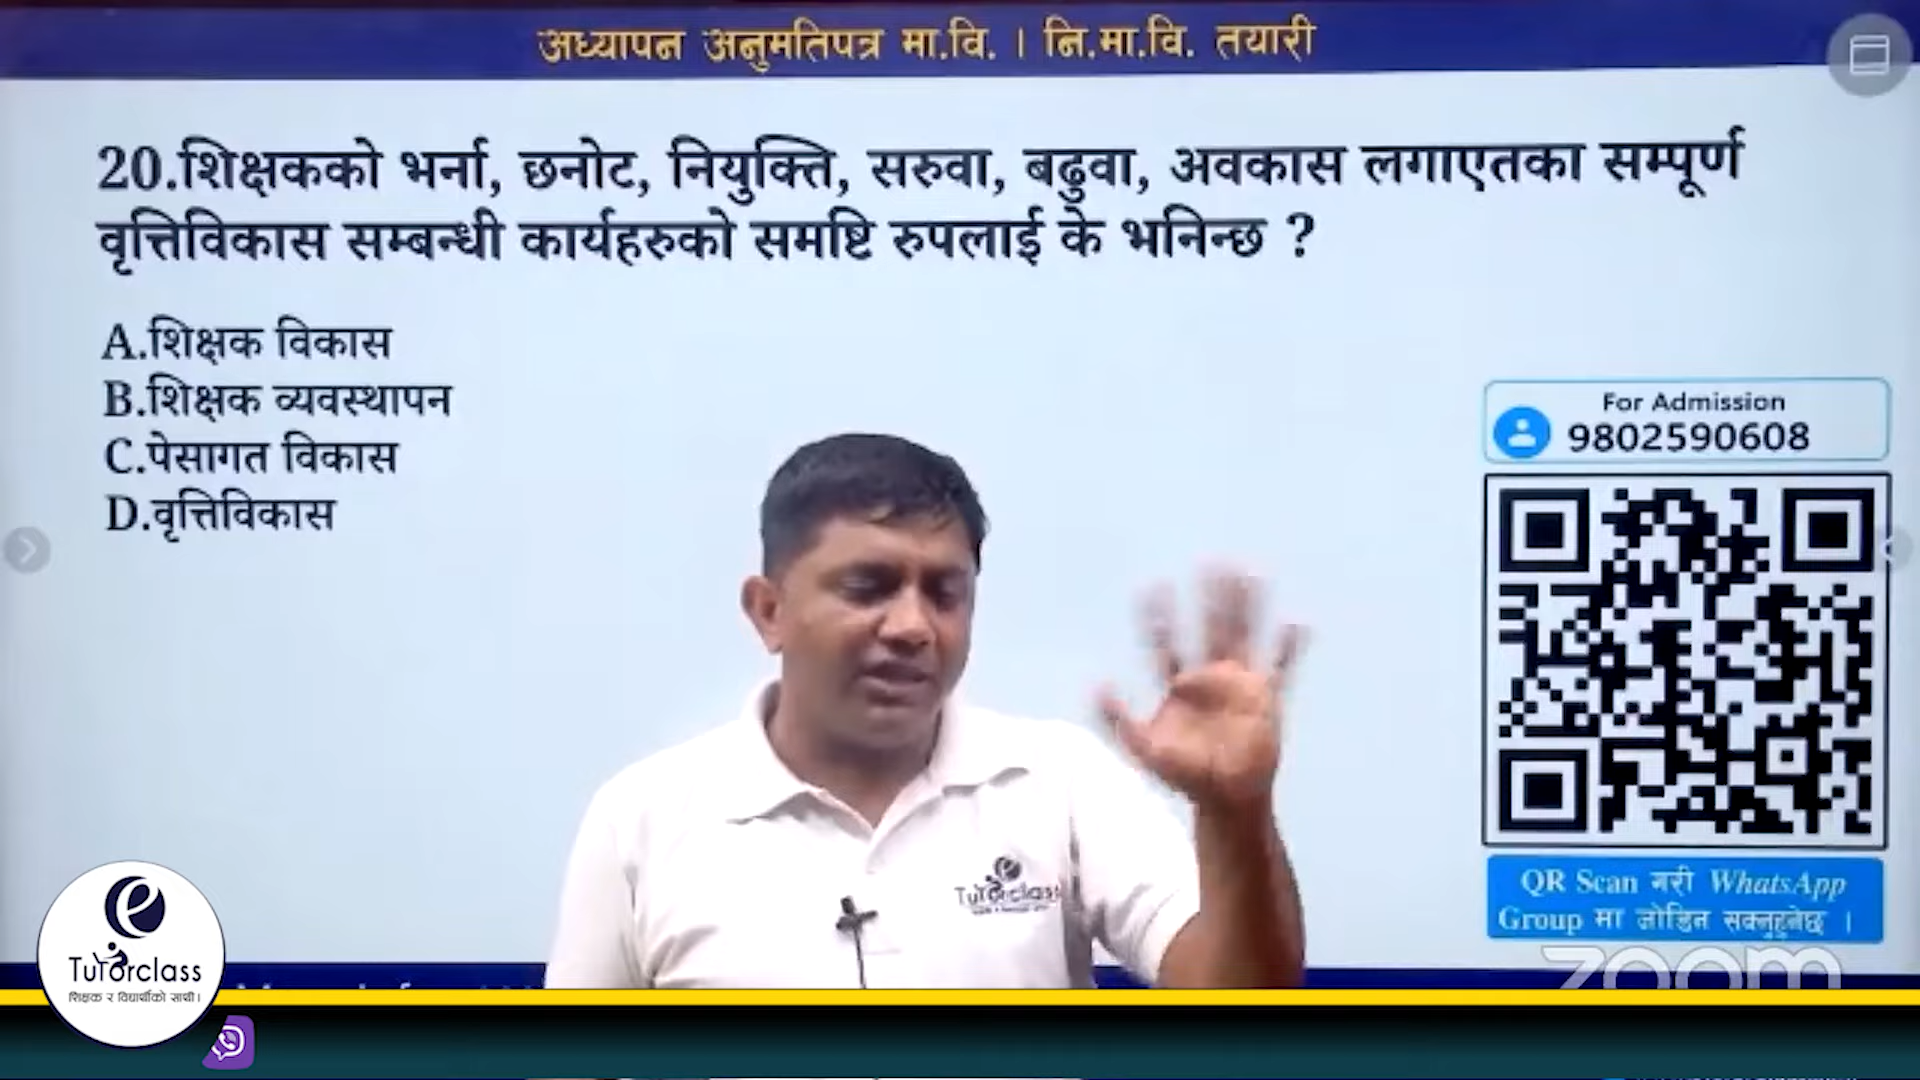 अध्यापन अनुमतिपत्र मा.वि. । नि.मा.वि. तयारी
20.शिक्षकको भर्ना, छनोट, नियुक्ति, सरुवा, बढुवा, अवकास लगाएतका सम्पूर्ण
वृत्तिविकास सम्बन्धी कार्यहरुको समष्टि रुपलाई के भनिन्छ ?
A.शिक्षक विकास
B.शिक्षक व्यवस्थापन
C.पेसागत विकास
D.वृत्तिविकास
For Admission
9802590608
QR Scan गरी WhatsApp
Group मा जोडिन सक्नुहुनेछ ।
zoom
Tutorclass
Tutorclass
शिक्षक र विद्यार्थीको साथी।